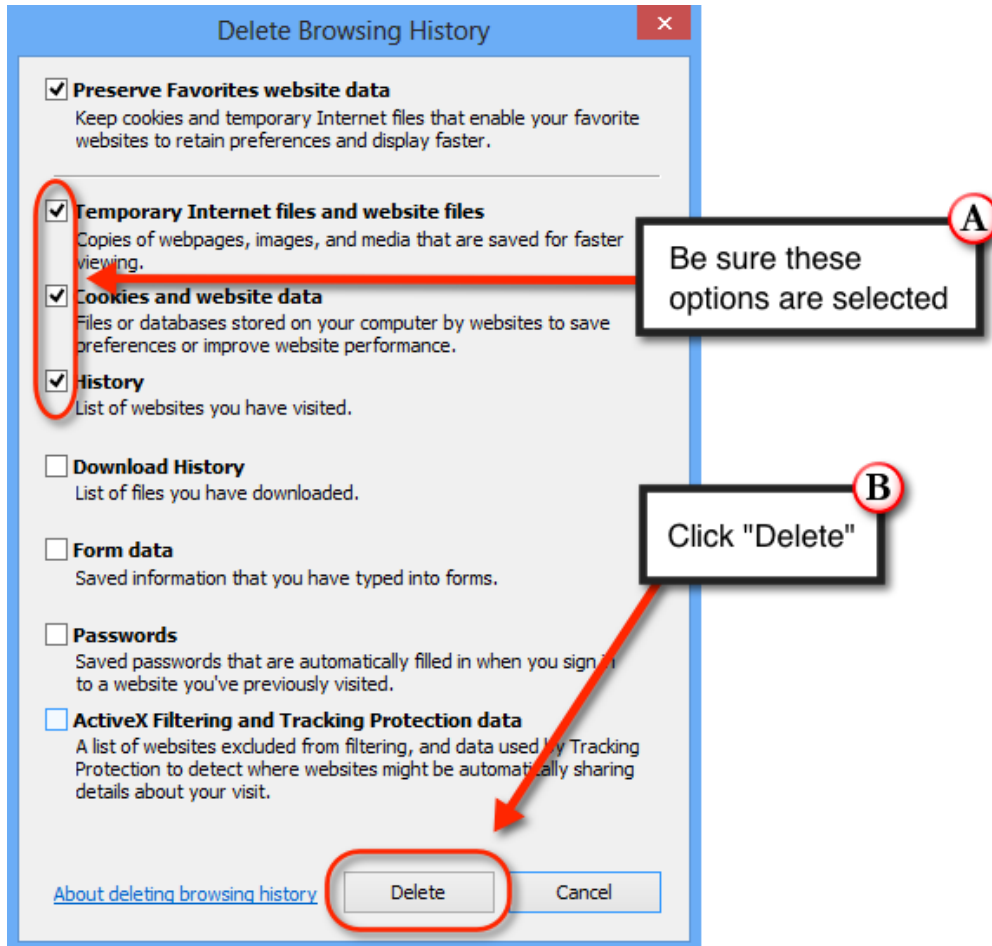 Delete Browsing History
Preserve Favorites website data
Keep cookies and temporary Internet files that enable your favorite
websites to retain preferences and display faster.
Temporary Internet files and website files
Copies of webpages, images, and media that are saved for faster
viewing.
Cookies and website data
Files or databases stored on your computer by websites to save
preferences or improve website performance.
History
List of websites you have visited.
A
Be sure these
options are selected
Download History
List of files you have downloaded.
B
Click "Delete"
Form data
Saved information that you have typed into forms.
Passwords
Saved passwords that are automatically filled in when you sign in
to a website you've previously visited.
ActiveX Filtering and Tracking Protection data
A list of websites excluded from filtering, and data used by Tracking
Protection to detect where websites might be automatically sharing
details about your visit.
About deleting browsing history
Delete
Cancel